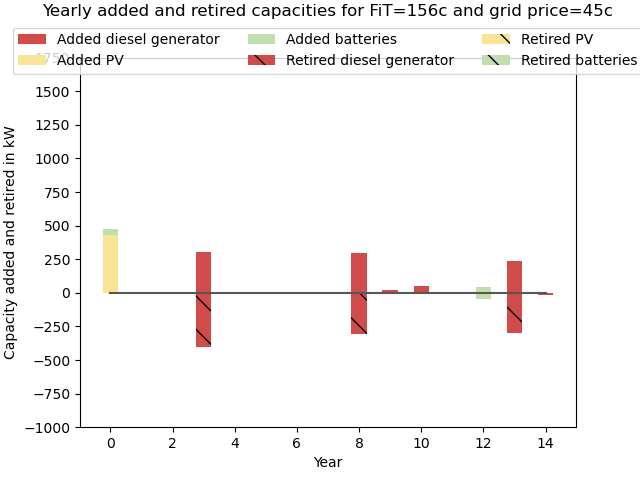 Yearly added and retired capacities for FiT=156c and grid price=45c
Added diesel generator
Added PV
Added batteries
Retired diesel generator
Retired PV
Retired batteries
1750
1500
1250
1000
750
500
250
0
−250
−500
−750
−1000
Capacity added and retired in kW
0 2 4 6 8 10 12 14
Year